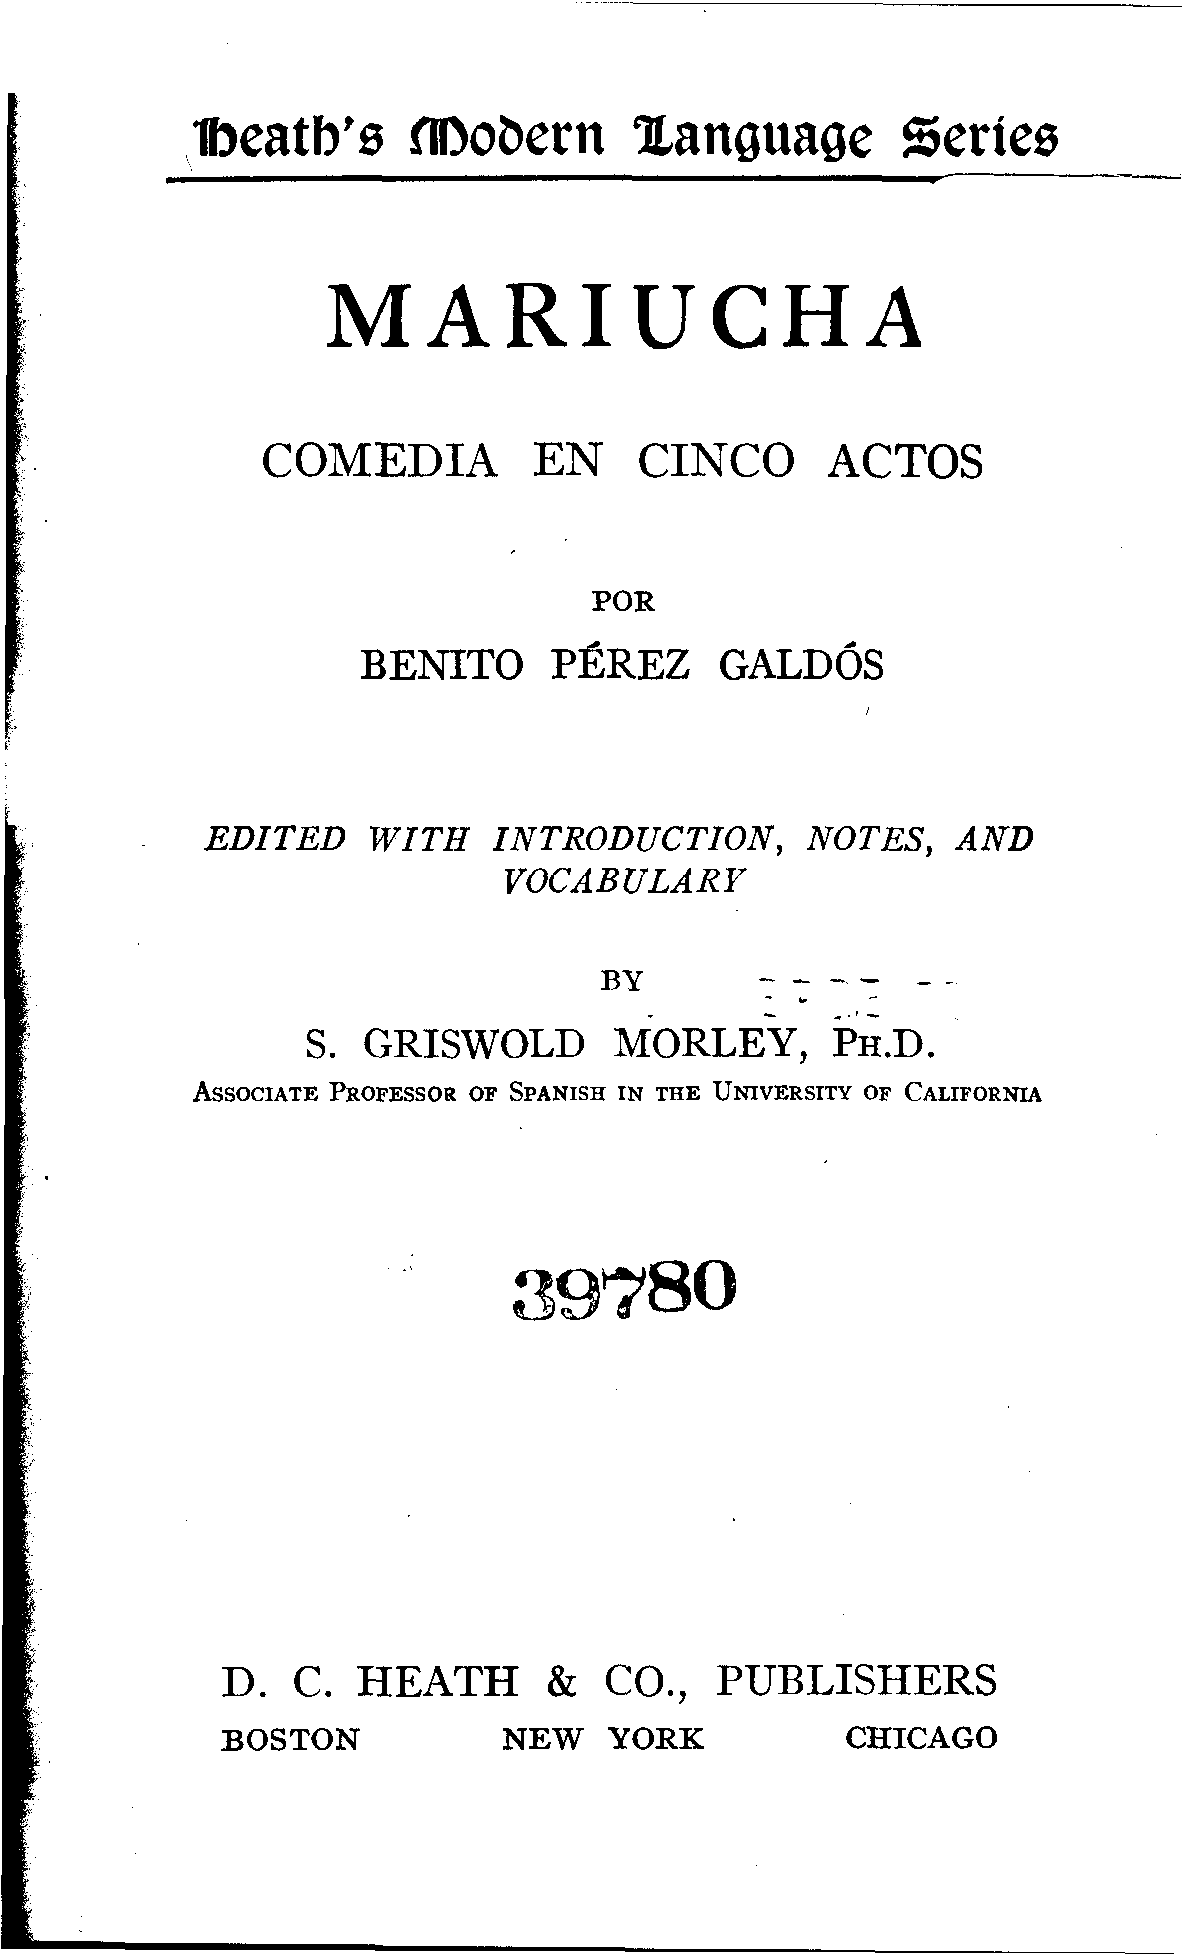 Heath's Modern Language Series
MARIUCHA
COMEDIA EN CINCO ACTOS
POR
BENITO PÉREZ GALDÓS
EDITED WITH INTRODUCTION, NOTES, AND
VOCABULARY
BY
S. GRISWOLD MORLEY, PH.D.
ASSOCIATE PROFESSOR OF SPANISH IN THE UNIVERSITY OF CALIFORNIA
39780
D. C. HEATH & CO., PUBLISHERS
BOSTON NEW YORK CHICAGO